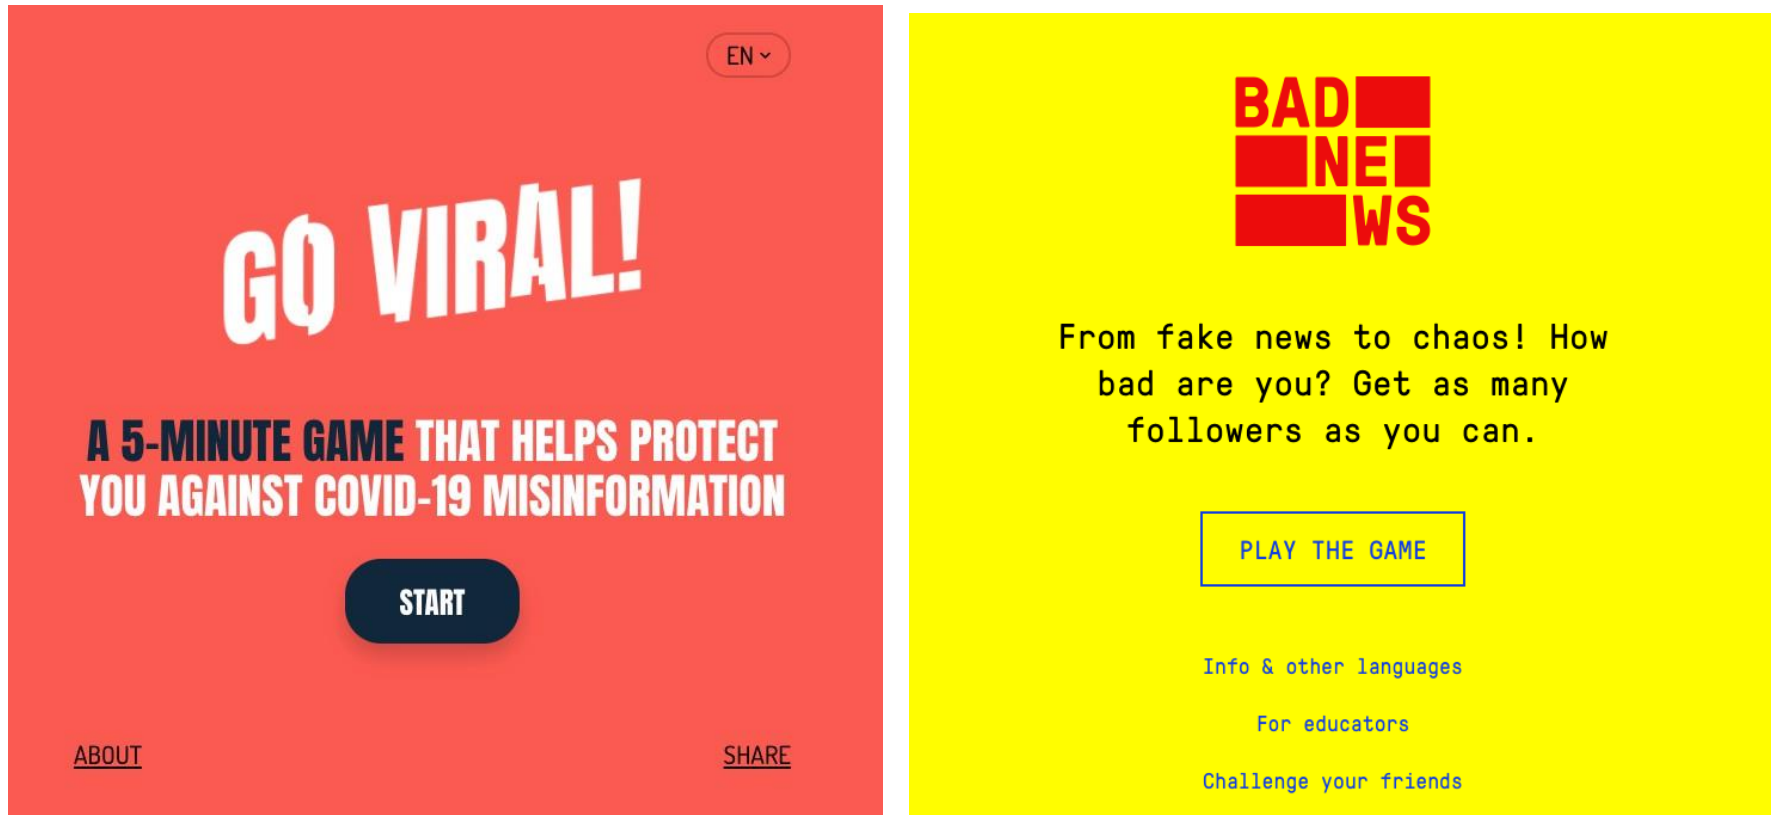 EN
GO VIRAL!
A 5-MINUTE GAME THAT HELPS PROTECT
YOU AGAINST COVID-19 MISINFORMATION
START
ABOUT
SHARE
BAD
NE
WS
From fake news to chaos! How
bad are you? Get as many
followers as you can.
PLAY THE GAME
Info & other languages
For educators
Challenge your friends